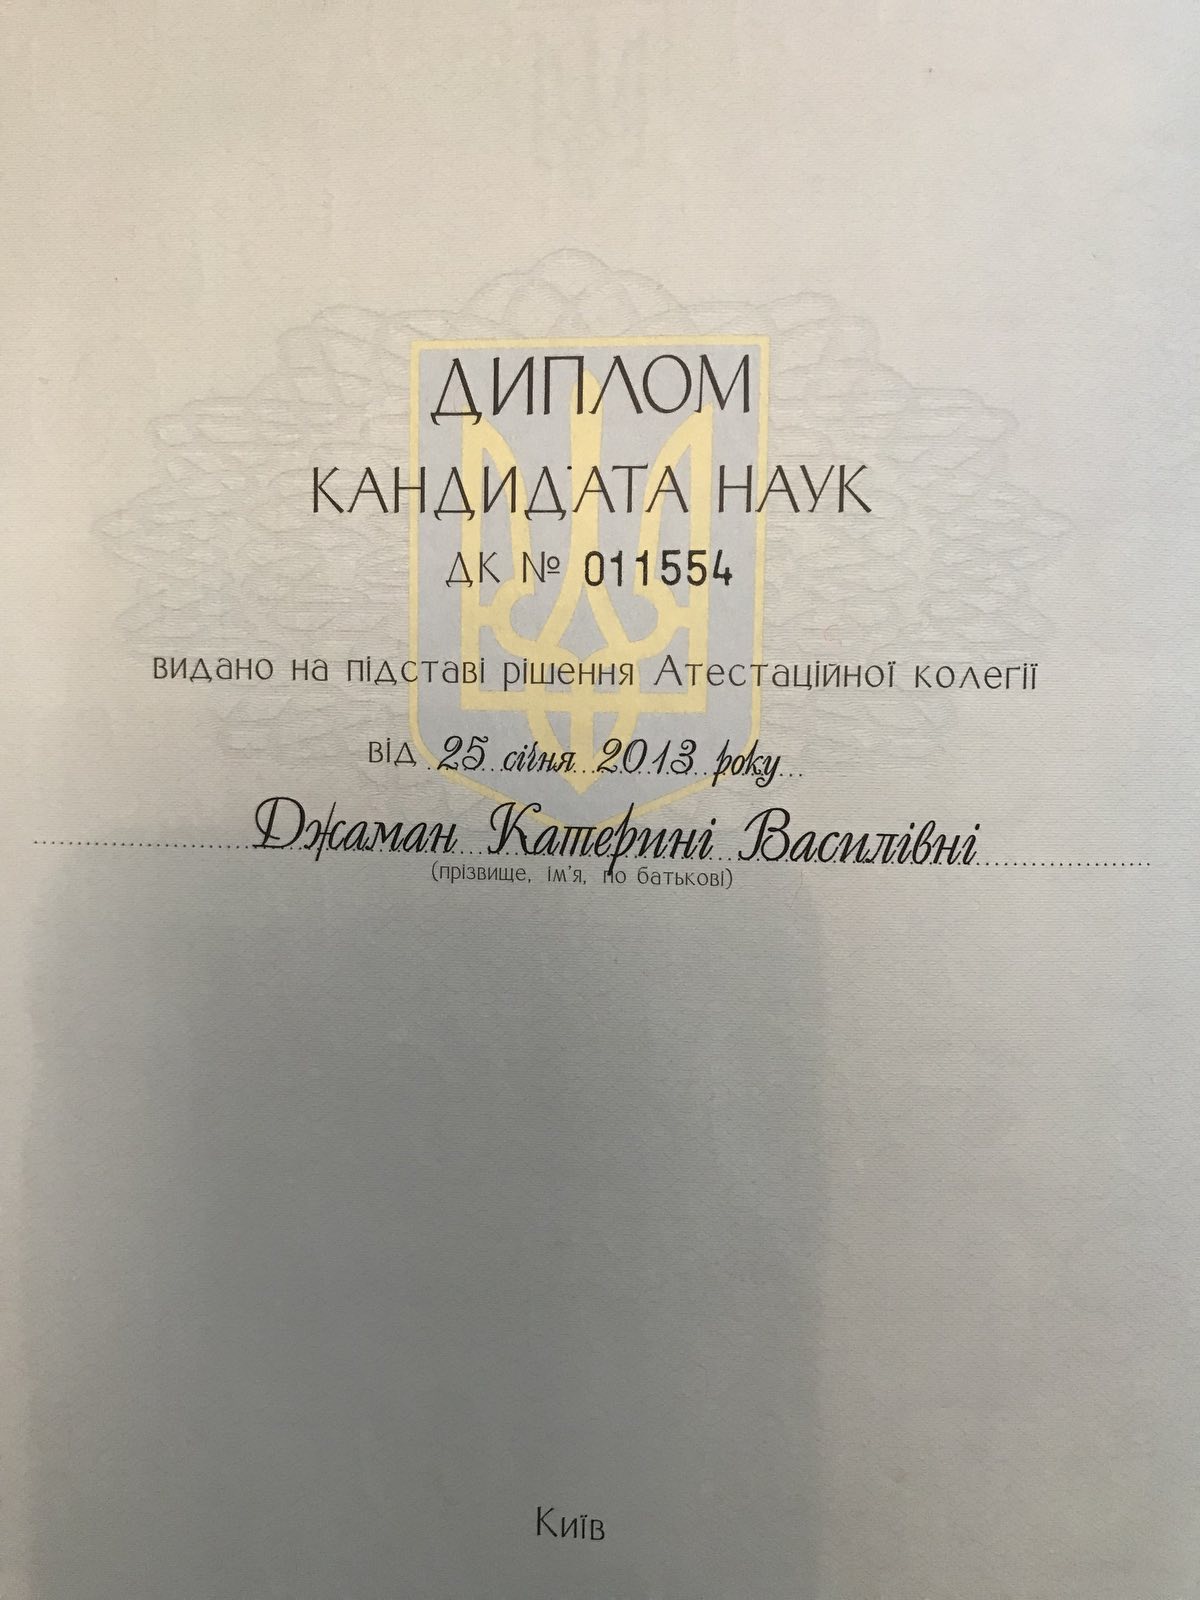 ДИПЛОМ
КАНДИДАТА НАУК
ДК № 011554
видано на підставі рішення Атестаційної колегії
від 25 січня 2013 року
Джаман Катерині Василівні
(прізвище, ім'я, по батькові)
Київ